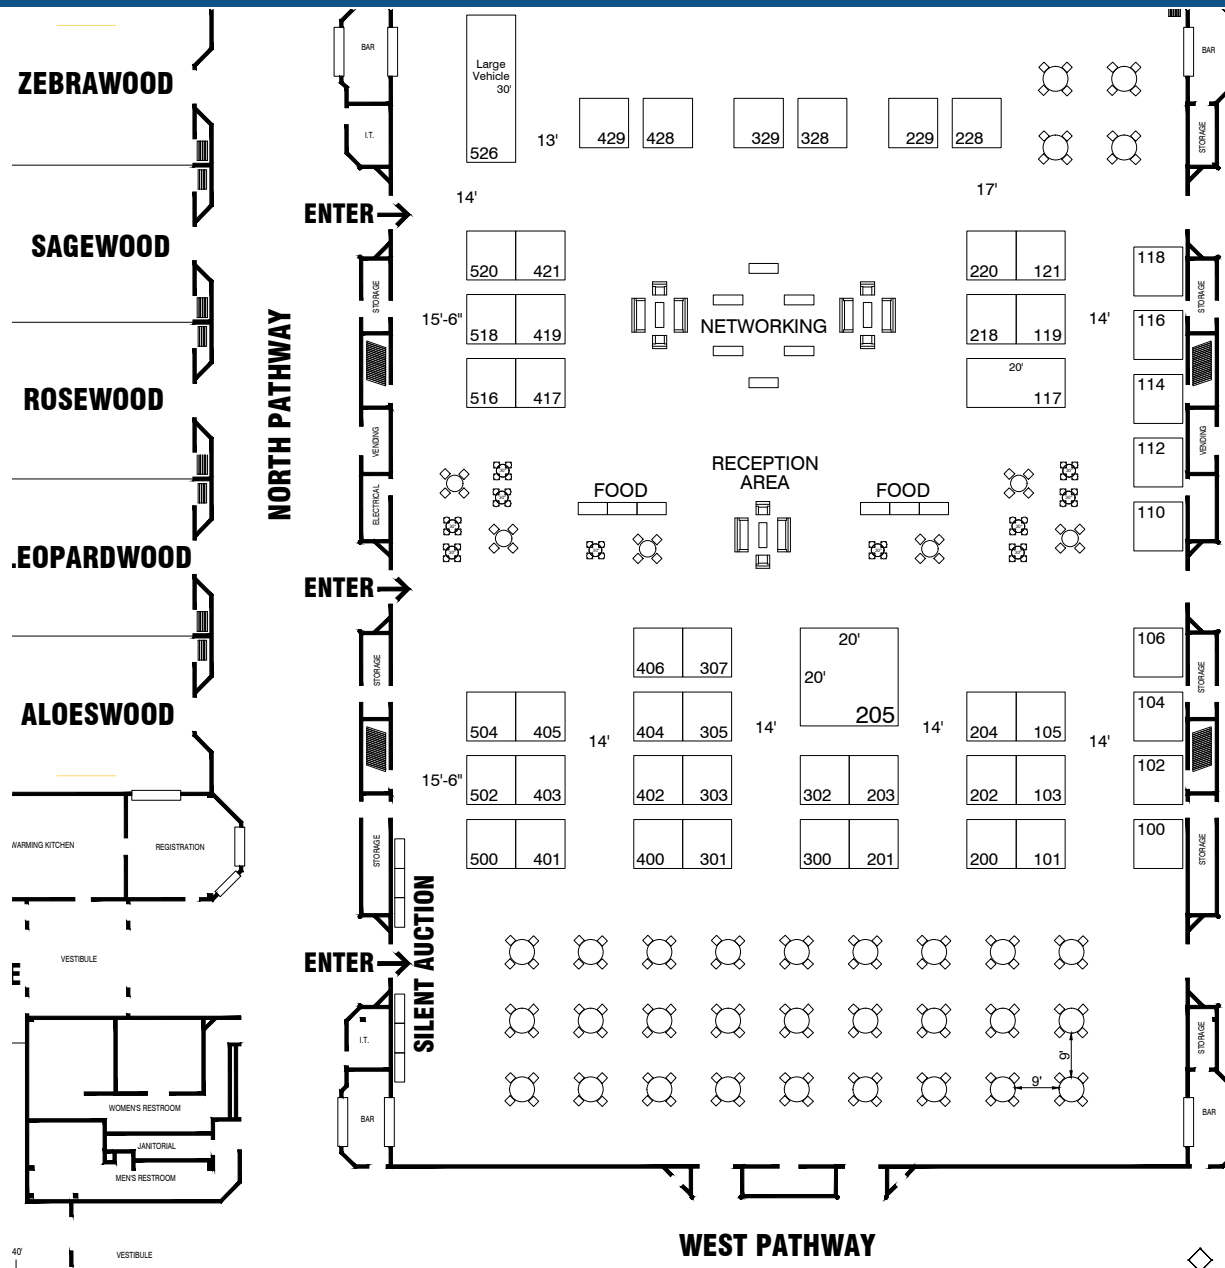 BAR
BAR
ZEBRAWOOD
Large
Vehicle
30'
526
I.T.
13'
429
428
329
328
229
228
STORAGE
14'
17'
ENTER
SAGEWOOD
520
421
220
121
118
STORAGE
STORAGE
15'-6"
518
419
NETWORKING
218
119
14'
116
516
417
20'
117
114
ROSEWOOD
NORTH PATHWAY
VENDING
VENDING
112
RECEPTION
AREA
FOOD
FOOD
ELECTRICAL
110
LEOPARDWOOD
ENTER
STORAGE
406
307
20'
20'
205
106
STORAGE
ALOESWOOD
504
405
14'
404
305
14'
14'
204
105
14'
104
15'-6"
502
403
402
303
302
203
202
103
102
WARMING KITCHEN
REGISTRATION
STORAGE
500
401
400
301
300
201
200
101
100
STORAGE
SILENT AUCTION
VESTIBULE
E
ENTER
I.T.
STORAGE
9'
9'
WOMEN'S RESTROOM
BAR
BAR
JANITORIAL
MEN'S RESTROOM
WEST PATHWAY
40'
VESTIBULE